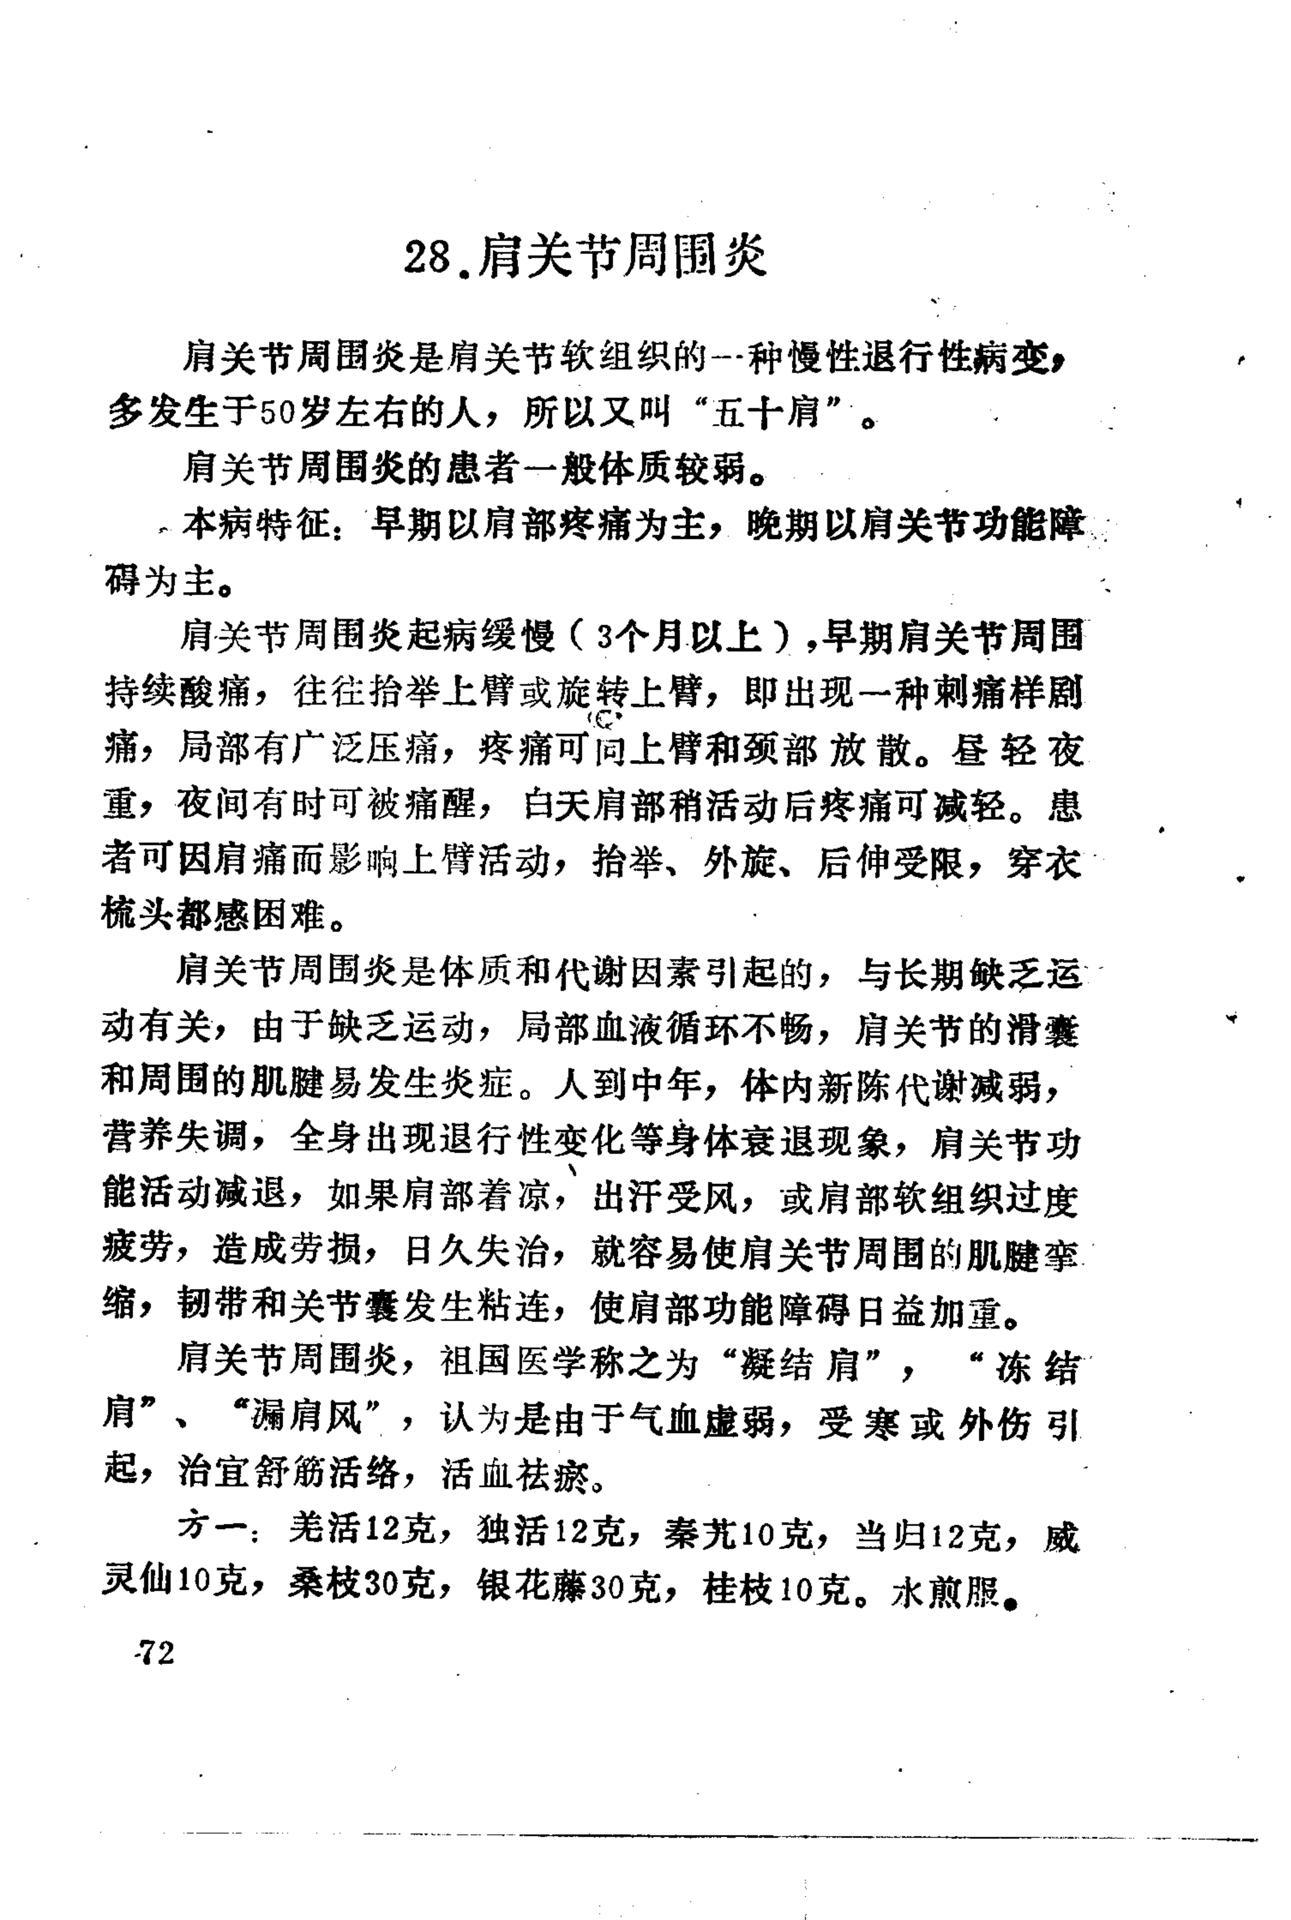 28.肩关节周围炎
肩关节周围炎是肩关节软组织的一种慢性退行性病变，
多发生于50岁左右的人，所以又叫“五十肩”。
肩关节周围炎的患者一般体质较弱。
本病特征：早期以肩部疼痛为主，晚期以肩关节功能障
碍为主。
肩关节周围炎起病缓慢（3个月以上），早期肩关节周围
持续酸痛，往往抬举上臂或旋转上臂，即出现一种刺痛样剧
痛，局部有广泛压痛，疼痛可向上臂和颈部放散。昼轻夜
重，夜间有时可被痛醒，白天肩部稍活动后疼痛可减轻。患
者可因肩痛而影响上臂活动，抬举、外旋、后伸受限，穿衣
梳头都感困难。
肩关节周围炎是体质和代谢因素引起的，与长期缺乏运
动有关，由于缺乏运动，局部血液循环不畅，肩关节的滑囊
和周围的肌腱易发生炎症。人到中年，体内新陈代谢减弱，
营养失调，全身出现退行性变化等身体衰退现象，肩关节功
能活动减退，如果肩部着凉，出汗受风，或肩部软组织过度
疲劳，造成劳损，日久失治，就容易使肩关节周围的肌腱挛
缩，韧带和关节囊发生粘连，使肩部功能障碍日益加重。
肩关节周围炎，祖国医学称之为“凝结肩”，“冻结
肩”、“漏肩风”，认为是由于气血虚弱，受寒或外伤引
起，治宜舒筋活络，活血祛瘀。
方一：羌活12克，独活12克，秦艽10克，当归12克，威
灵仙10克，桑枝30克，银花藤30克，桂枝10克。水煎服。
72